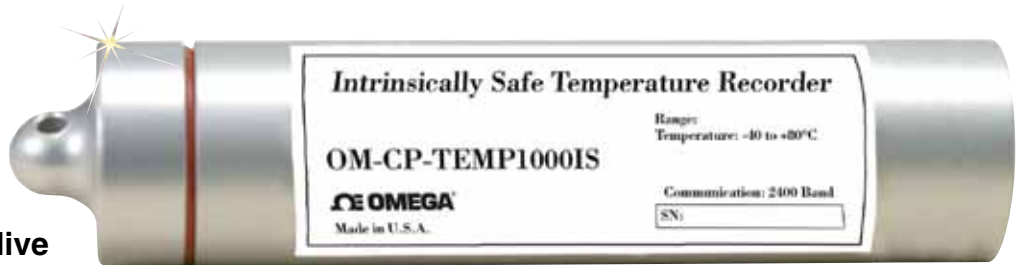 Intrinsically Safe Temperature Recorder
Range:
Temperature: -40 to +80°C
OM-CP-TEMP1000IS
Communication: 2400 Baud
OMEGA
SN:
Made in U.S.A.
live